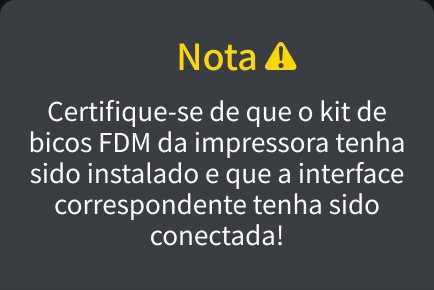 Nota
Certifique-se de que o kit de
bicos FDM da impressora tenha
sido instalado e que a interface
correspondente tenha sido
conectada!